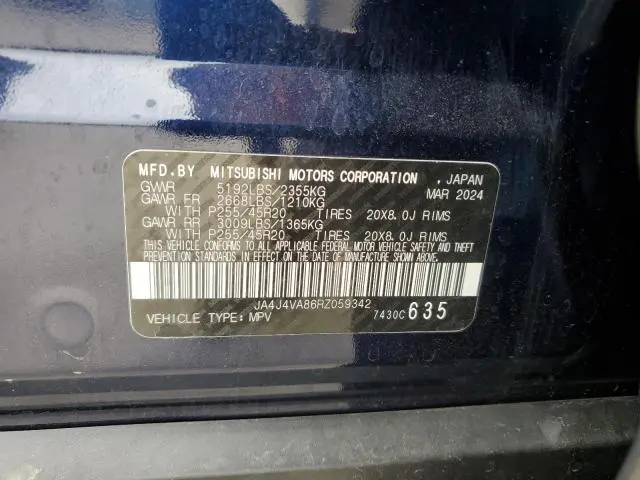 MFD.BY MITSUBISHI MOTORS CORPORATION , JAPAN
GVWR 5192LBS/2355KG MAR 2024
GAWR FR 2668LBS/1210KG
WITH P255/45R20 TIRES 20X8.0J RIMS
GAWR RR 3009LBS/1365KG
WITH P255/45R20 TIRES 20X8.0J RIMS
THIS VEHICLE CONFORMS TO ALL APPLICABLE FEDERAL MOTOR VEHICLE SAFETY AND THEFT
PREVENTION STANDARDS IN EFFECT ON THE DATE OF MANUFACTURE SHOWN ABOVE.
JA4J4VA86RZ059342
VEHICLE TYPE: MPV 7430C 635